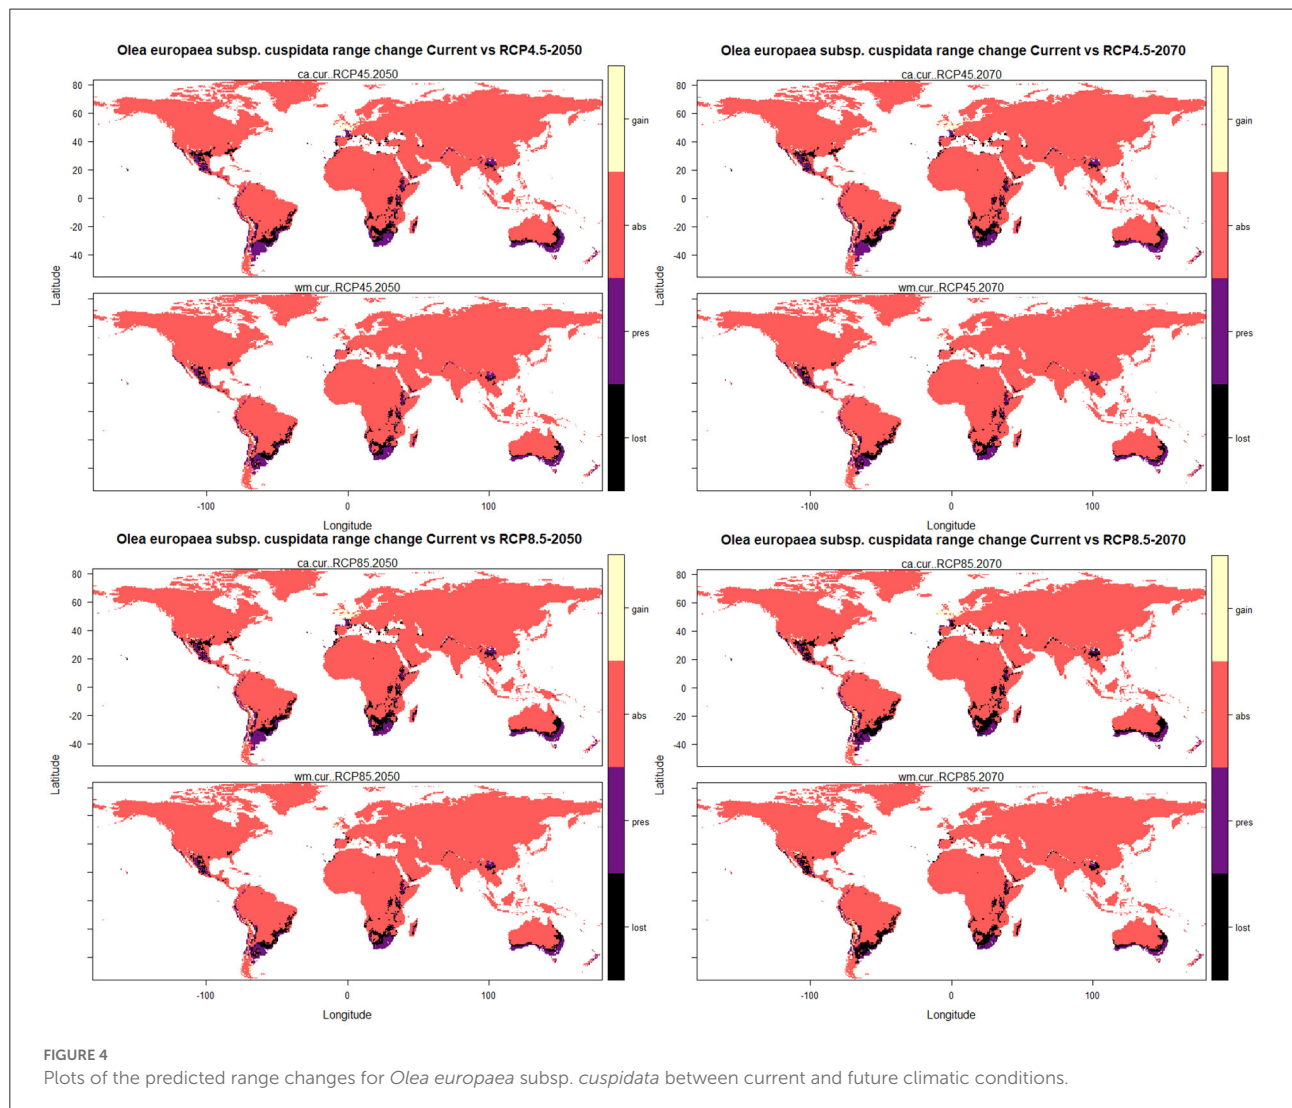 Olea europaea subsp. cuspidata range change Current vs RCP4.5-2050
ca.cur..RCP45.2050
80
60
40
20
0
-20
-40
wm.cur..RCP45.2050
Latitude
-100
0
100
Longitude
gain
abs
pres
lost
Olea europaea subsp. cuspidata range change Current vs RCP4.5-2070
ca.cur..RCP45.2070
80
60
40
20
0
-20
-40
wm.cur..RCP45.2070
Latitude
-100
0
100
Longitude
gain
abs
pres
lost
Olea europaea subsp. cuspidata range change Current vs RCP8.5-2050
ca.cur..RCP85.2050
80
60
40
20
0
-20
-40
wm.cur..RCP85.2050
Latitude
-100
0
100
Longitude
gain
abs
pres
lost
Olea europaea subsp. cuspidata range change Current vs RCP8.5-2070
ca.cur..RCP85.2070
80
60
40
20
0
-20
-40
wm.cur..RCP85.2070
Latitude
-100
0
100
Longitude
gain
abs
pres
lost
FIGURE 4
Plots of the predicted range changes for Olea europaea subsp. cuspidata between current and future climatic conditions.